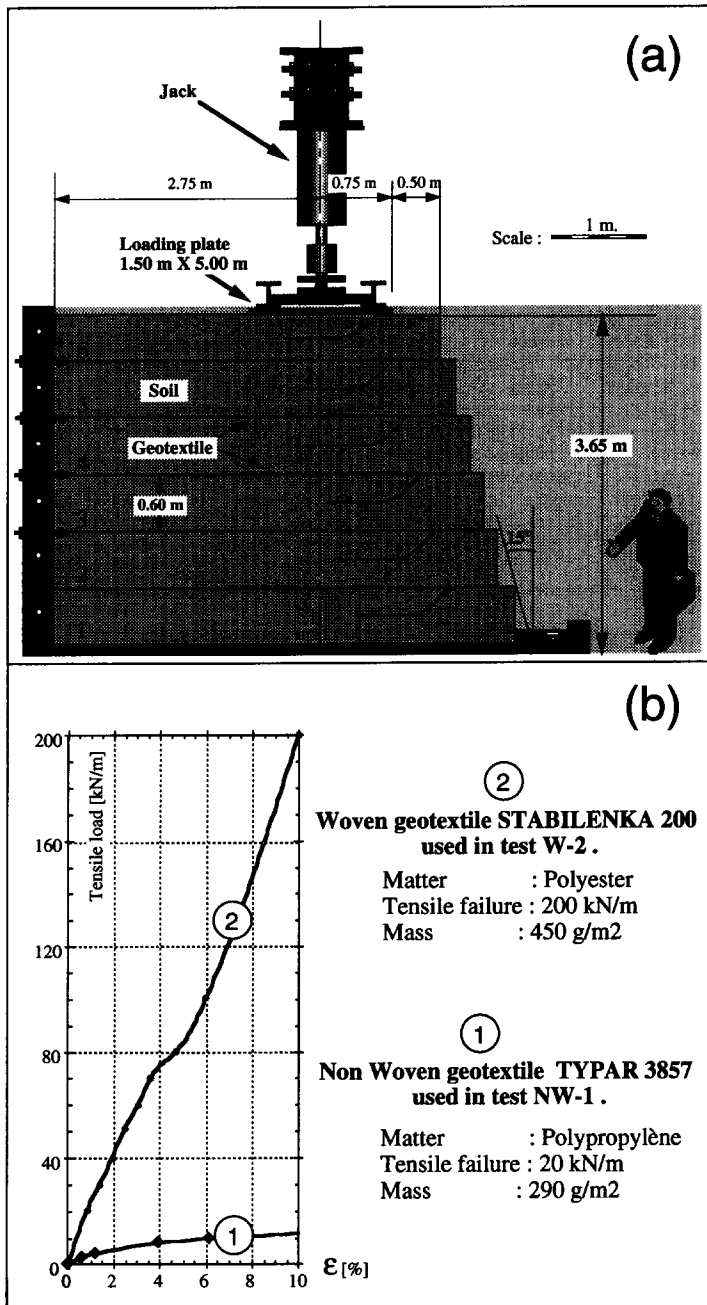 (a)
Jack
2.75 m
0.75 m
0.50 m
Scale :
1 m.
Loading plate
1.50 m X 5.00 m
Soil
Geotextile
3.65 m
0.60 m
15°
(b)
200
160
120
80
40
0
Tensile load [kN/m]
2
1
0
2
4
6
8
10
ε [%]
2
Woven geotextile STABILENKA 200
used in test W-2 .
Matter : Polyester
Tensile failure : 200 kN/m
Mass : 450 g/m2
1
Non Woven geotextile TYPAR 3857
used in test NW-1 .
Matter : Polypropylène
Tensile failure : 20 kN/m
Mass : 290 g/m2